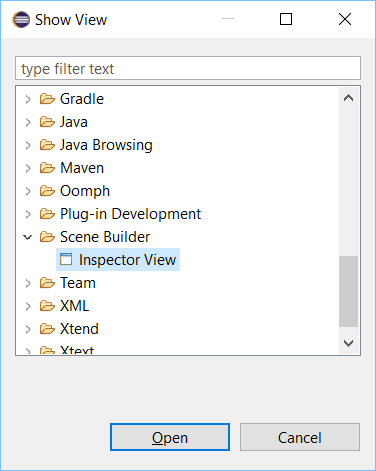 Show View
type filter text
Gradle
Java
Java Browsing
Maven
Oomph
Plug-in Development
Scene Builder
Inspector View
Team
XML
Xtend
Xtext
Open
Cancel